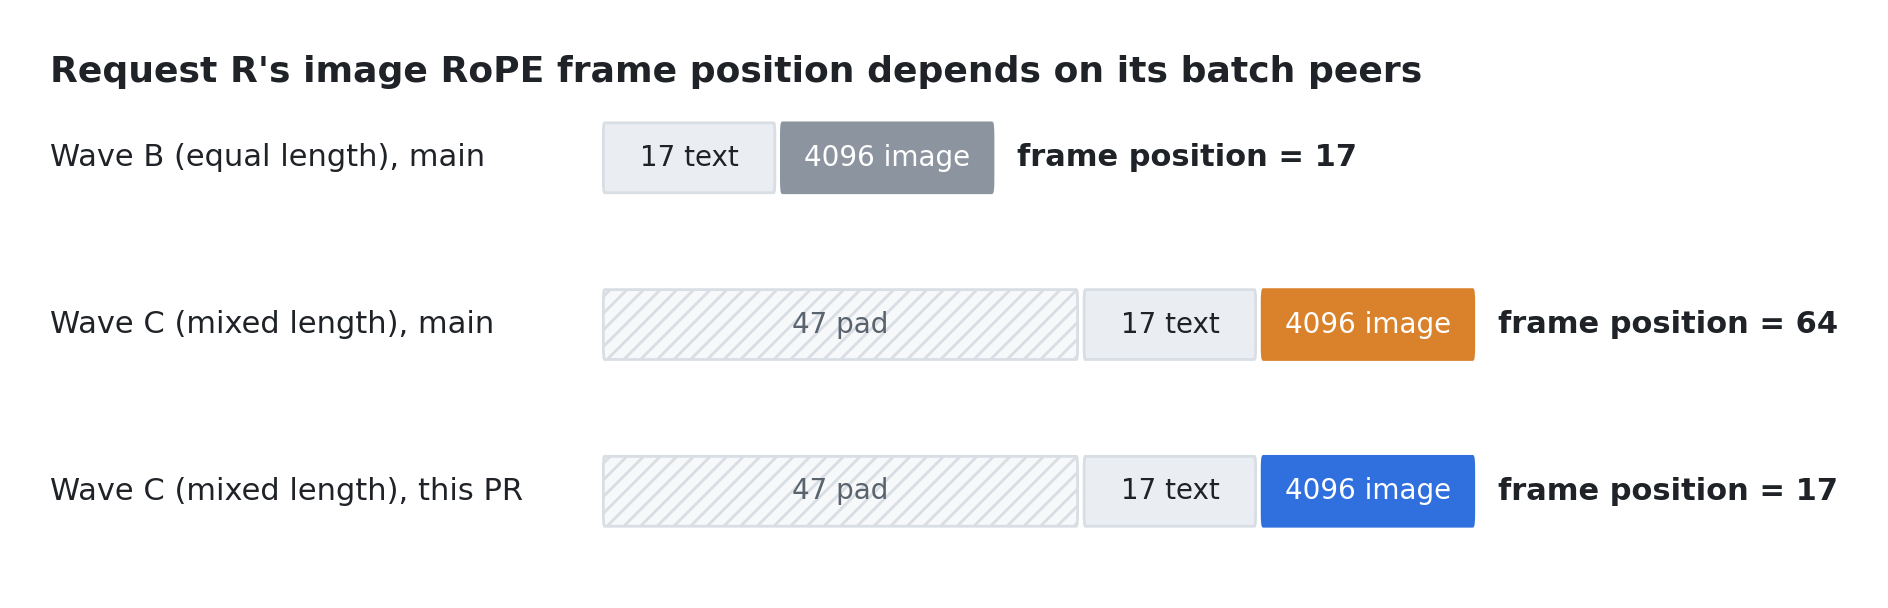 Request R's image RoPE frame position depends on its batch peers
Wave B (equal length), main 17 text 4096 image frame position = 17
Wave C (mixed length), main 47 pad 17 text 4096 image frame position = 64
Wave C (mixed length), this PR 47 pad 17 text 4096 image frame position = 17